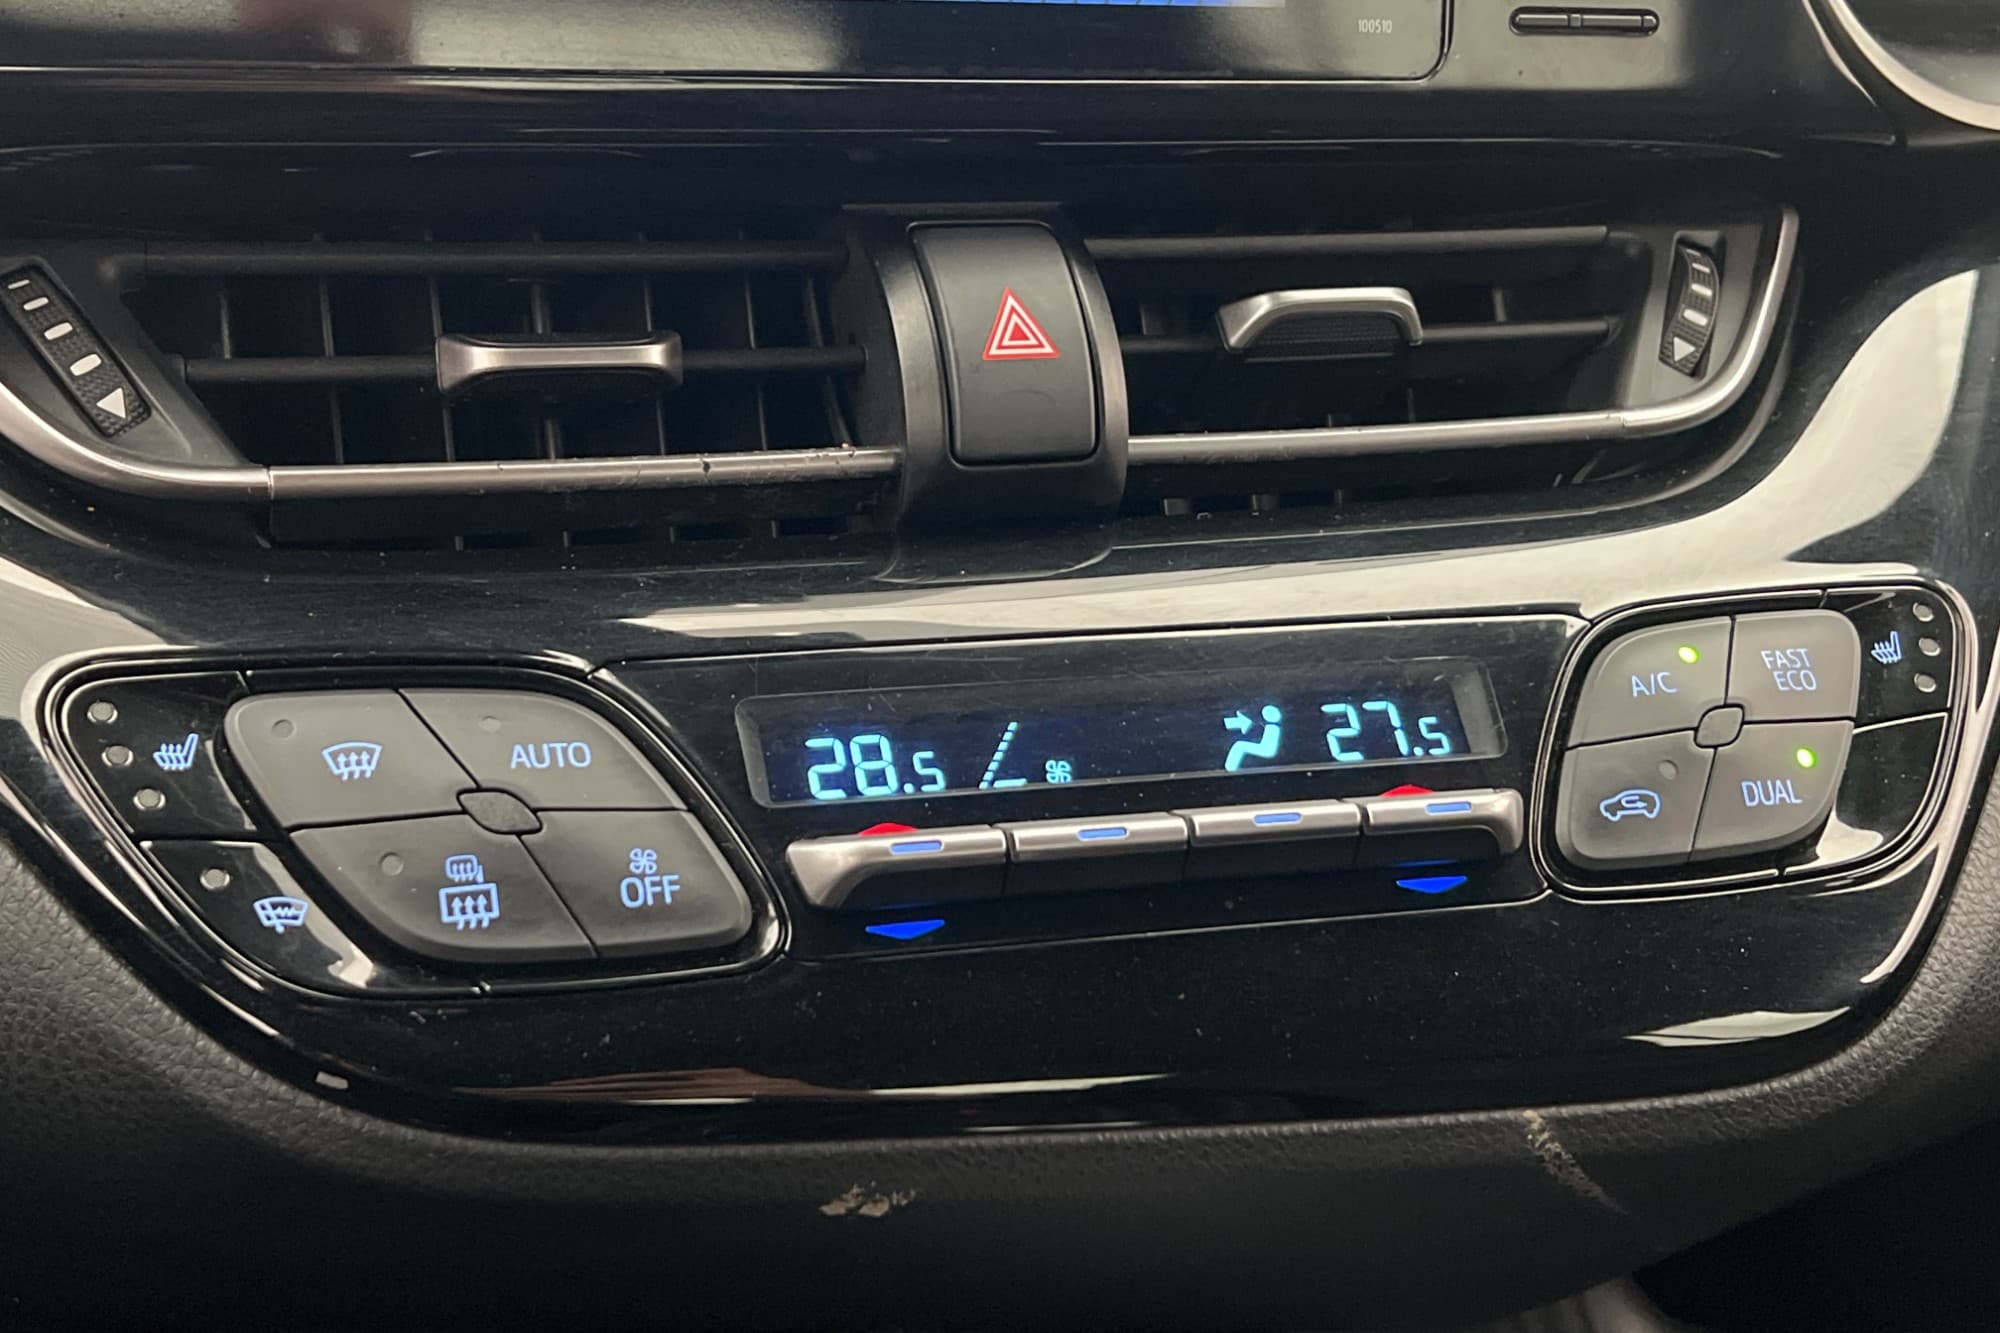 100510
28.5
27.5
AUTO
OFF
A/C
FAST
ECO
DUAL